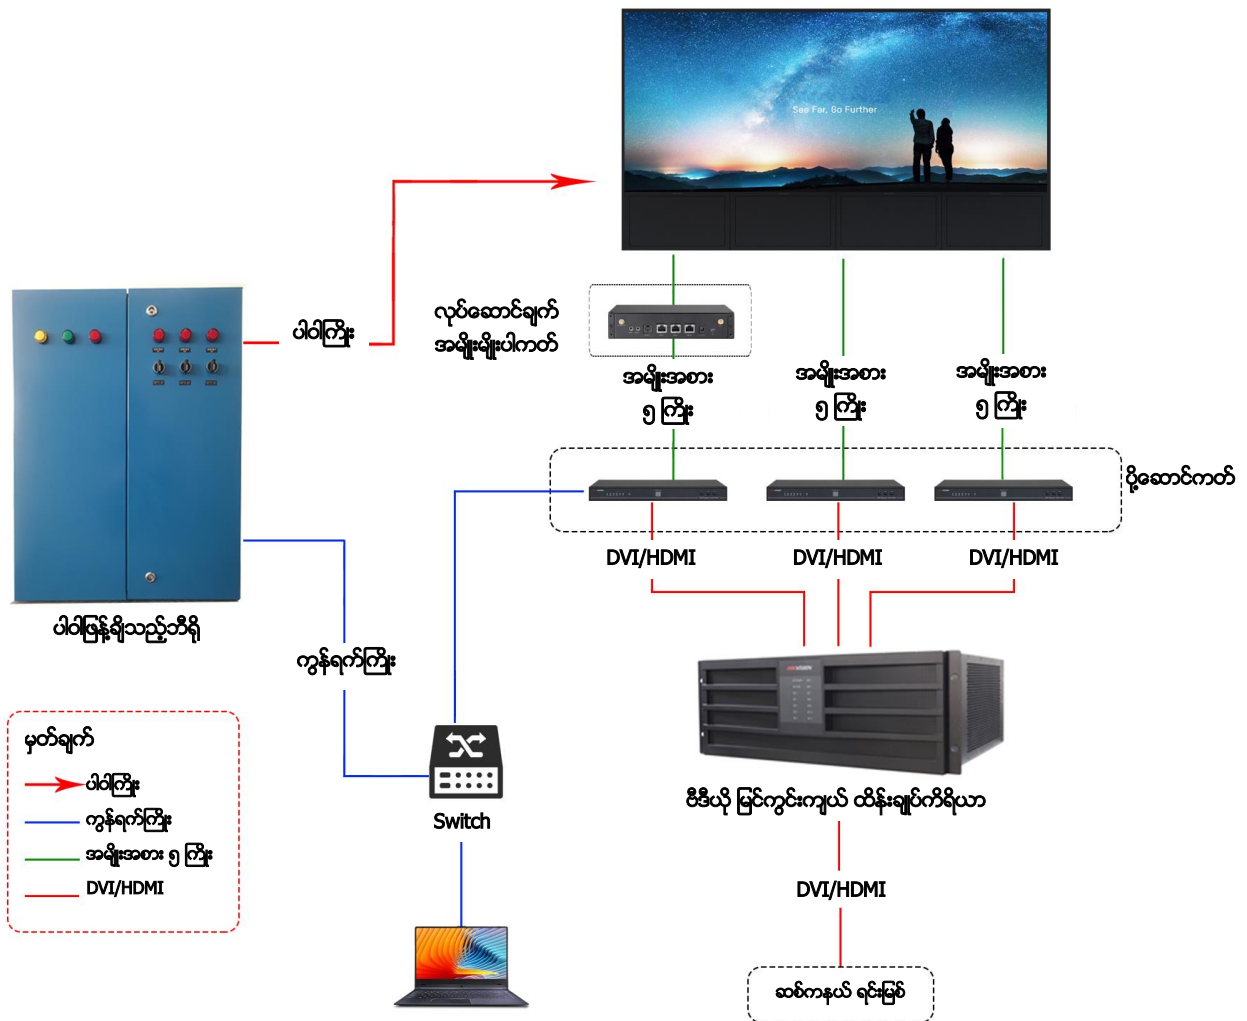 See Far, Go Further
ပါဝါကြိုး
လုပ်ဆောင်ချက်
အမျိုးမျိုးပါကတ်
အမျိုးအစား
၅ ကြိုး
အမျိုးအစား
၅ ကြိုး
အမျိုးအစား
၅ ကြိုး
ပို့ဆောင်ကတ်
DVI/HDMI
DVI/HDMI
DVI/HDMI
ပါဝါဖြန့်ချိသည့်ဘီရို
ကွန်ရက်ကြိုး
HIKVISION
ဗီဒီယို မြင်ကွင်းကျယ် ထိန်းချုပ်ကိရိယာ
Switch
မှတ်ချက်
ပါဝါကြိုး
ကွန်ရက်ကြိုး
အမျိုးအစား ၅ ကြိုး
DVI/HDMI
DVI/HDMI
ဆစ်ကနယ် ရင်းမြစ်